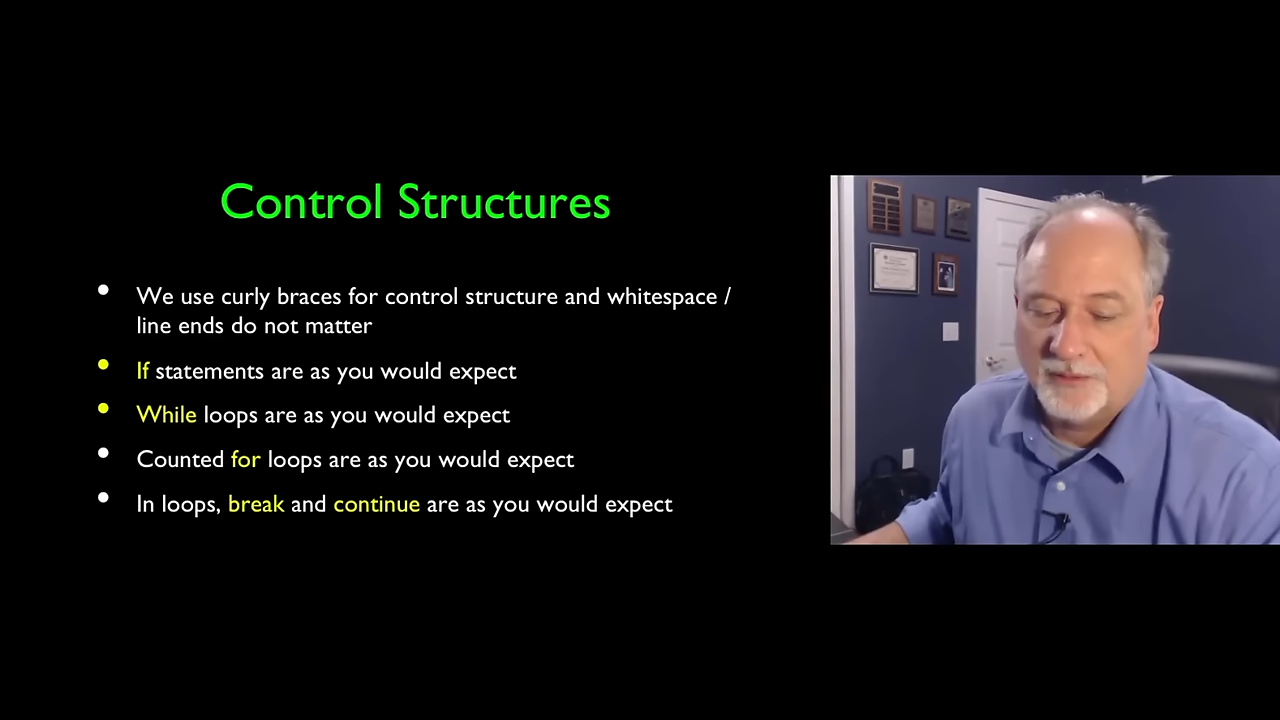 Control Structures
We use curly braces for control structure and whitespace /
line ends do not matter
If statements are as you would expect
While loops are as you would expect
Counted for loops are as you would expect
In loops, break and continue are as you would expect